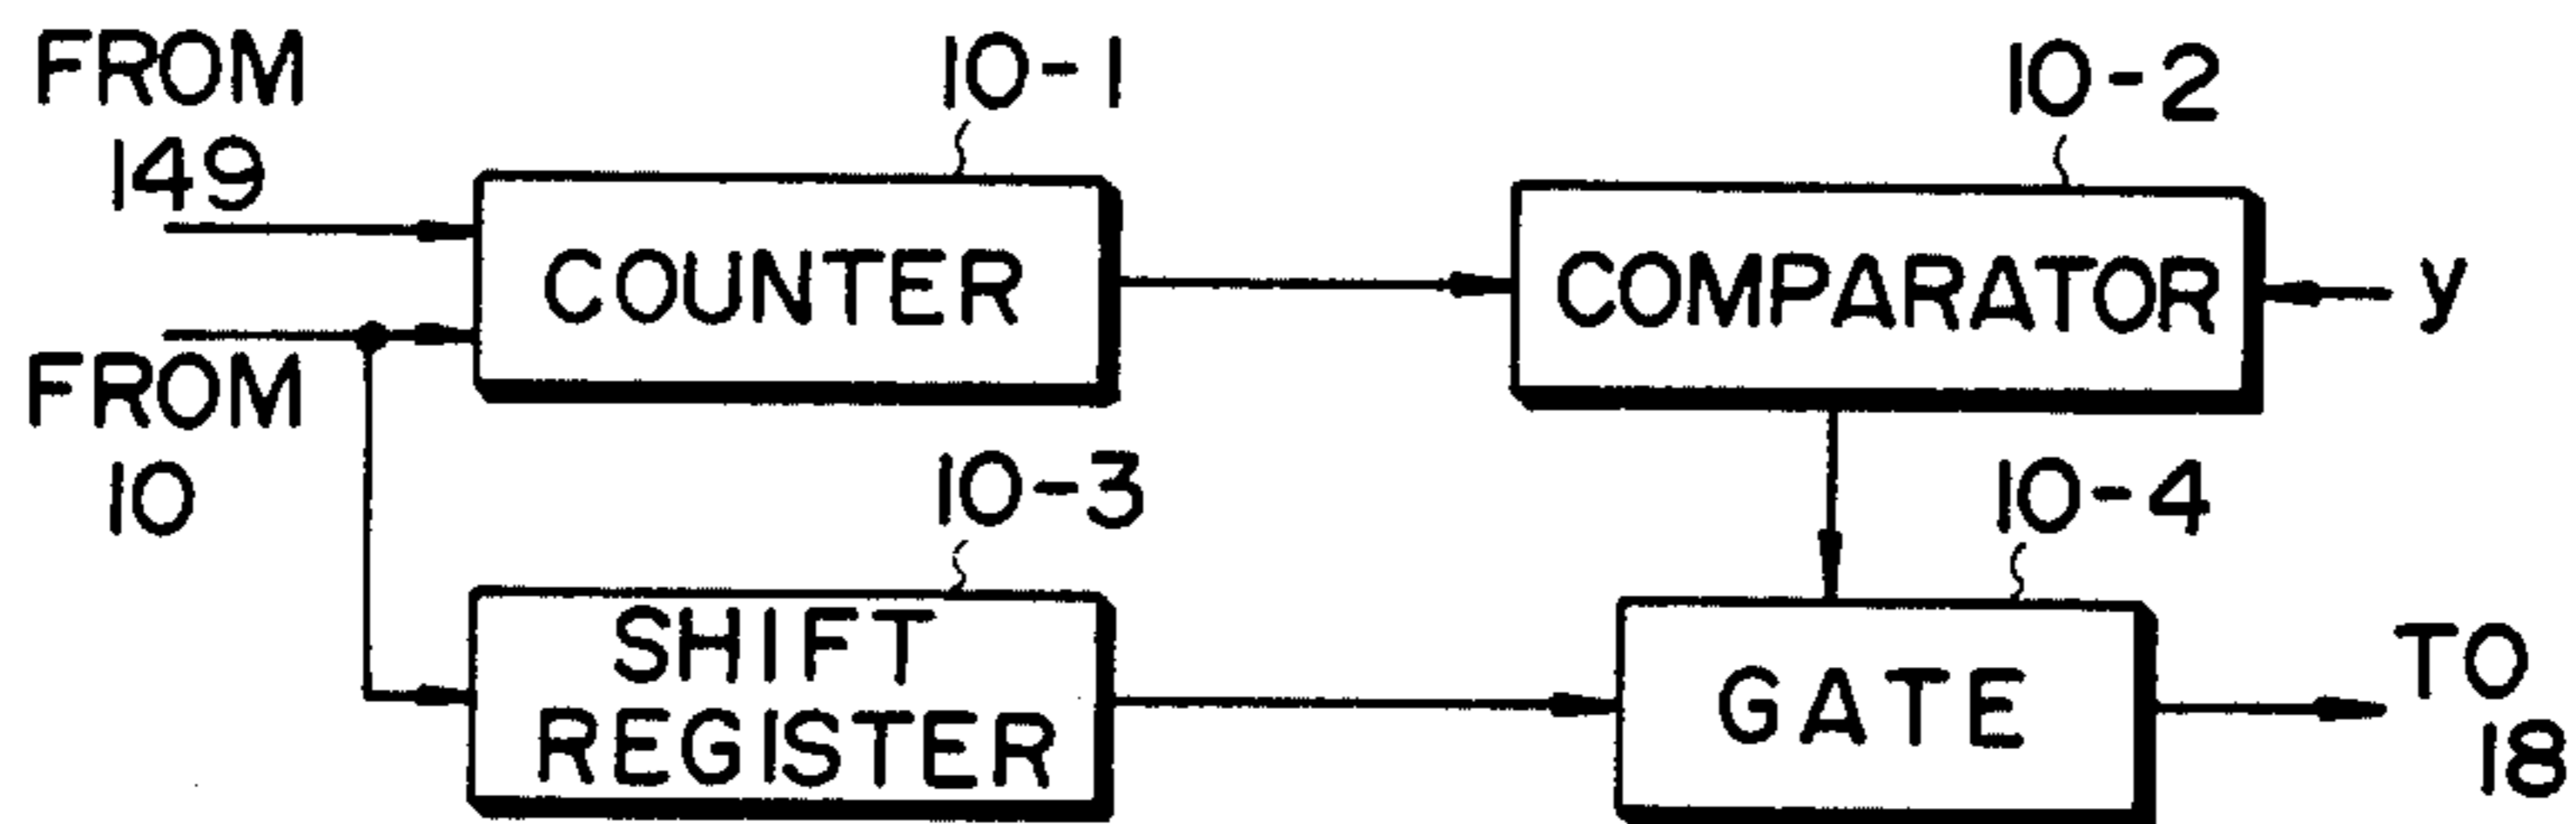 FROM
149
10-1
10-2
COUNTER
COMPARATOR
y
FROM
10
10-3
10-4
SHIFT
REGISTER
GATE
TO
18